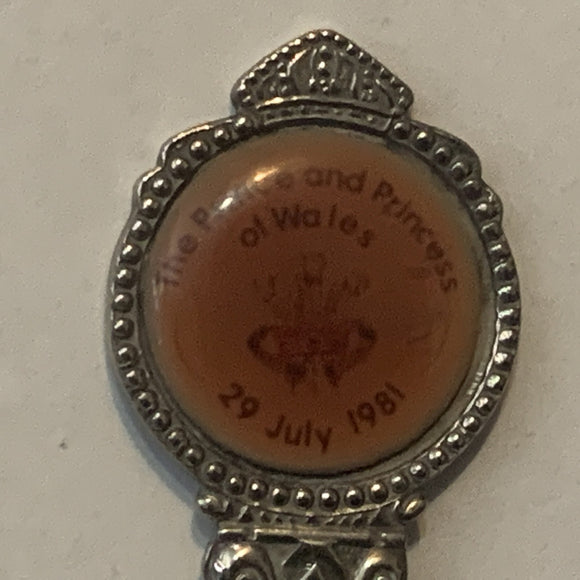 The Prince and Princess
of Wales
29 July 1981